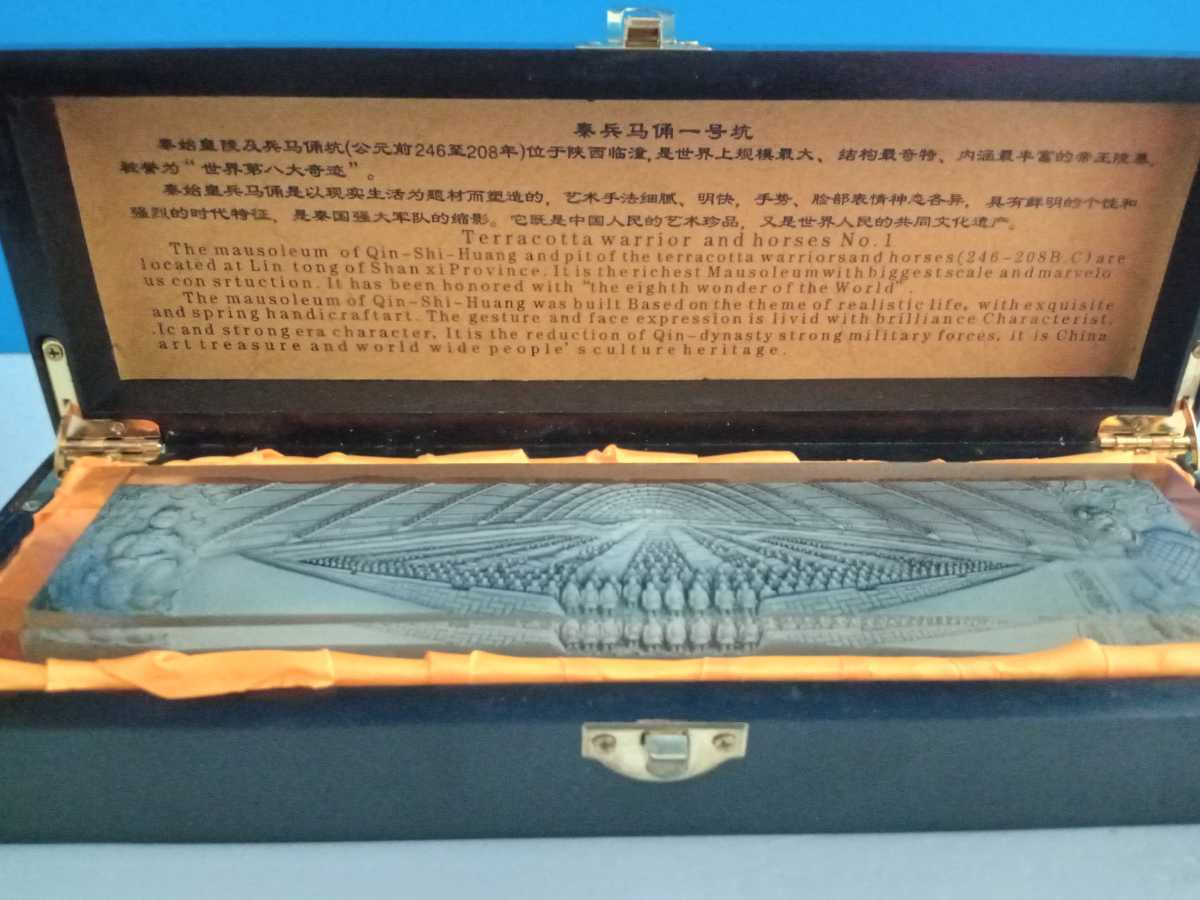 秦兵马俑一号坑
秦始皇陵及兵马俑坑(公元前246至208年)位于陕西临潼,是世界上规模最大、结构最奇特、内涵最丰富的帝王陵墓,
被誉为“世界第八大奇迹”。
秦始皇兵马俑是以现实生活为题材而塑造的，艺术手法细腻、明快，手势、脸部表情神态各异，具有鲜明的个性和
强烈的时代特征，是秦国强大军队的缩影。它既是中国人民的艺术珍品，又是世界人民的共同文化遗产。
Terracotta warrior and horses No.1
The mausoleum of Qin-Shi-Huang and pit of the terracotta warriorsand horses(246-208B.C) are
located at Lin tong of Shan xi Province. It is the richest Mausoleum with biggest scale and marvelo
us con srtuction. It has been honored with "the eighth wonder of the World".
The mausoleum of Qin-Shi-Huang was built Based on the theme of realistic life, with exquisite
and spring handicraft art. The gesture and face expression is livid with brilliance Characterist.
.Ic and strong era character, It is the reduction of Qin-dynasty strong military forces, it is China
art treasure and world wide people's culture heritage.